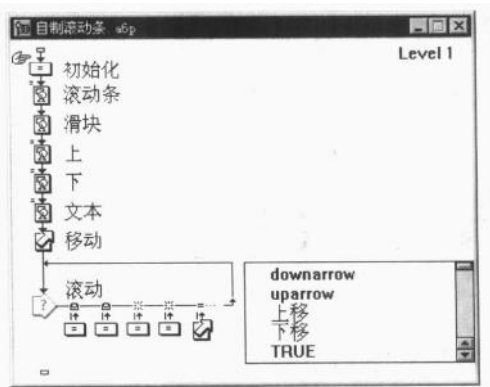 自制滚动条.a6p
Level 1
初始化
滚动条
滑块
上
下
文本
移动
滚动
downarrow
uparrow
上移
下移
TRUE